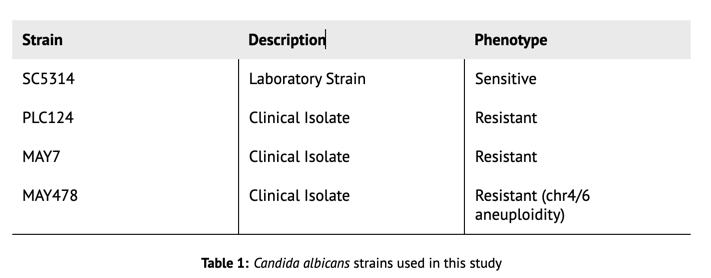 Strain Description Phenotype
SC5314 Laboratory Strain Sensitive
PLC124 Clinical Isolate Resistant
MAY7 Clinical Isolate Resistant
MAY478 Clinical Isolate Resistant (chr4/6
aneuploidity)
Table 1: Candida albicans strains used in this study